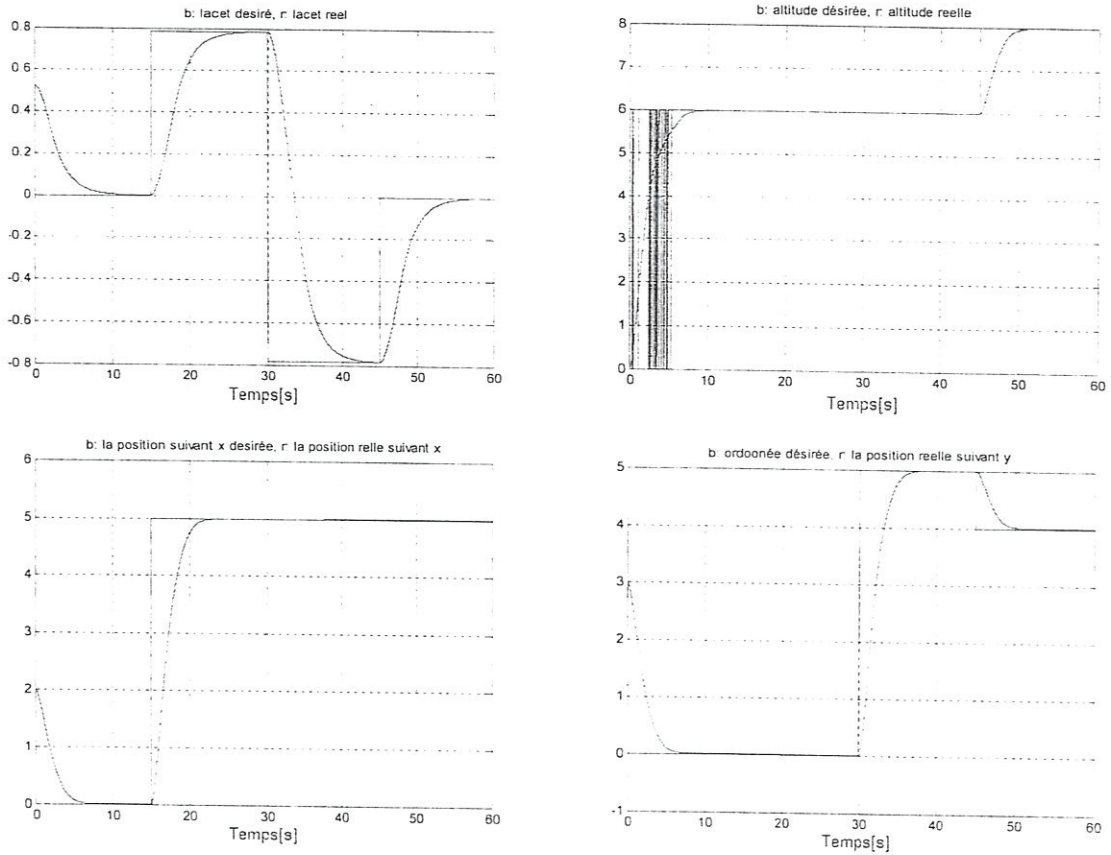 b: lacet desiré, r: lacet reel
0.8
0.6
0.4
0.2
0
-0.2
-0.4
-0.6
-0.8
0 10 20 30 40 50 60
Temps[s]
b: altitude désirée, r: altitude reelle
8
7
6
5
4
3
2
1
0
0 10 20 30 40 50 60
Temps[s]
b: la position suivant x desirée, r: la position relle suivant x
6
5
4
3
2
1
0
0 10 20 30 40 50 60
Temps[s]
b: ordoonée désirée, r: la position reelle suivant y
5
4
3
2
1
0
-1
0 10 20 30 40 50 60
Temps[s]